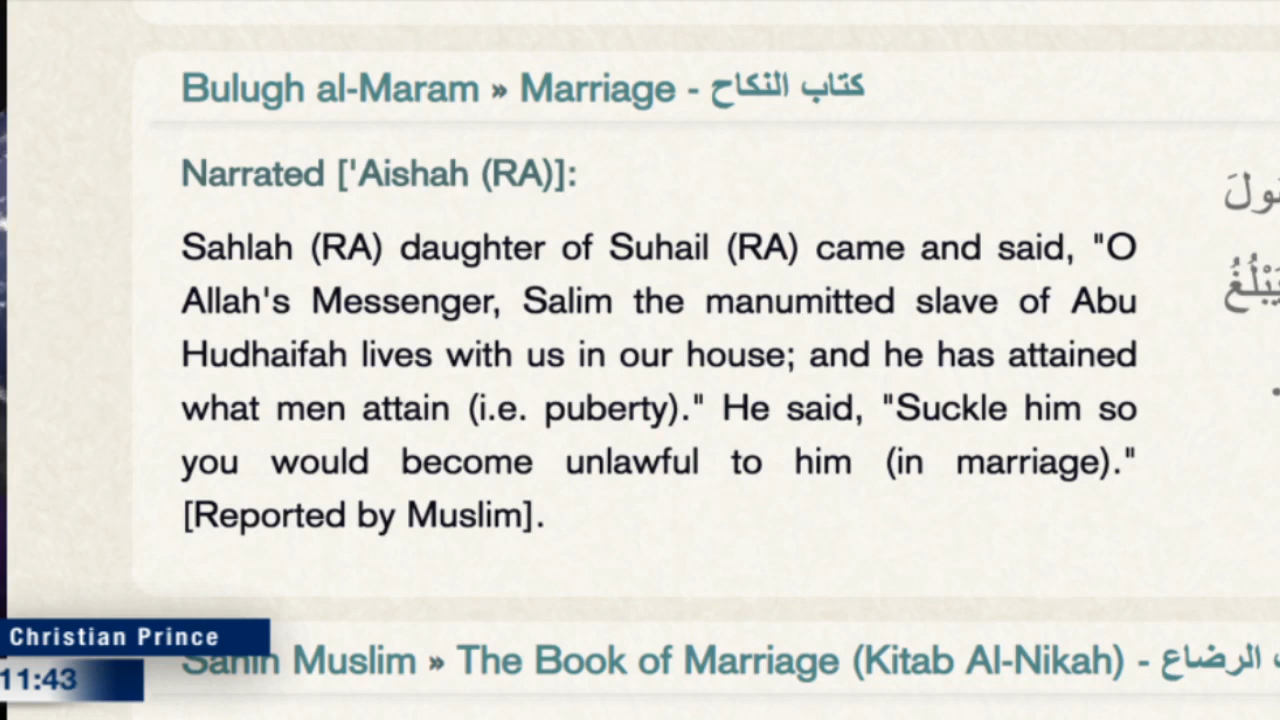 Bulugh al-Maram » Marriage - كتاب النكاح
Narrated ['Aishah (RA)]:
Sahlah (RA) daughter of Suhail (RA) came and said, "O
Allah's Messenger, Salim the manumitted slave of Abu
Hudhaifah lives with us in our house; and he has attained
what men attain (i.e. puberty)." He said, "Suckle him so
you would become unlawful to him (in marriage)."
[Reported by Muslim].
Christian Prince
11:43
Sahih Muslim » The Book of Marriage (Kitab Al-Nikah) - الرضاع